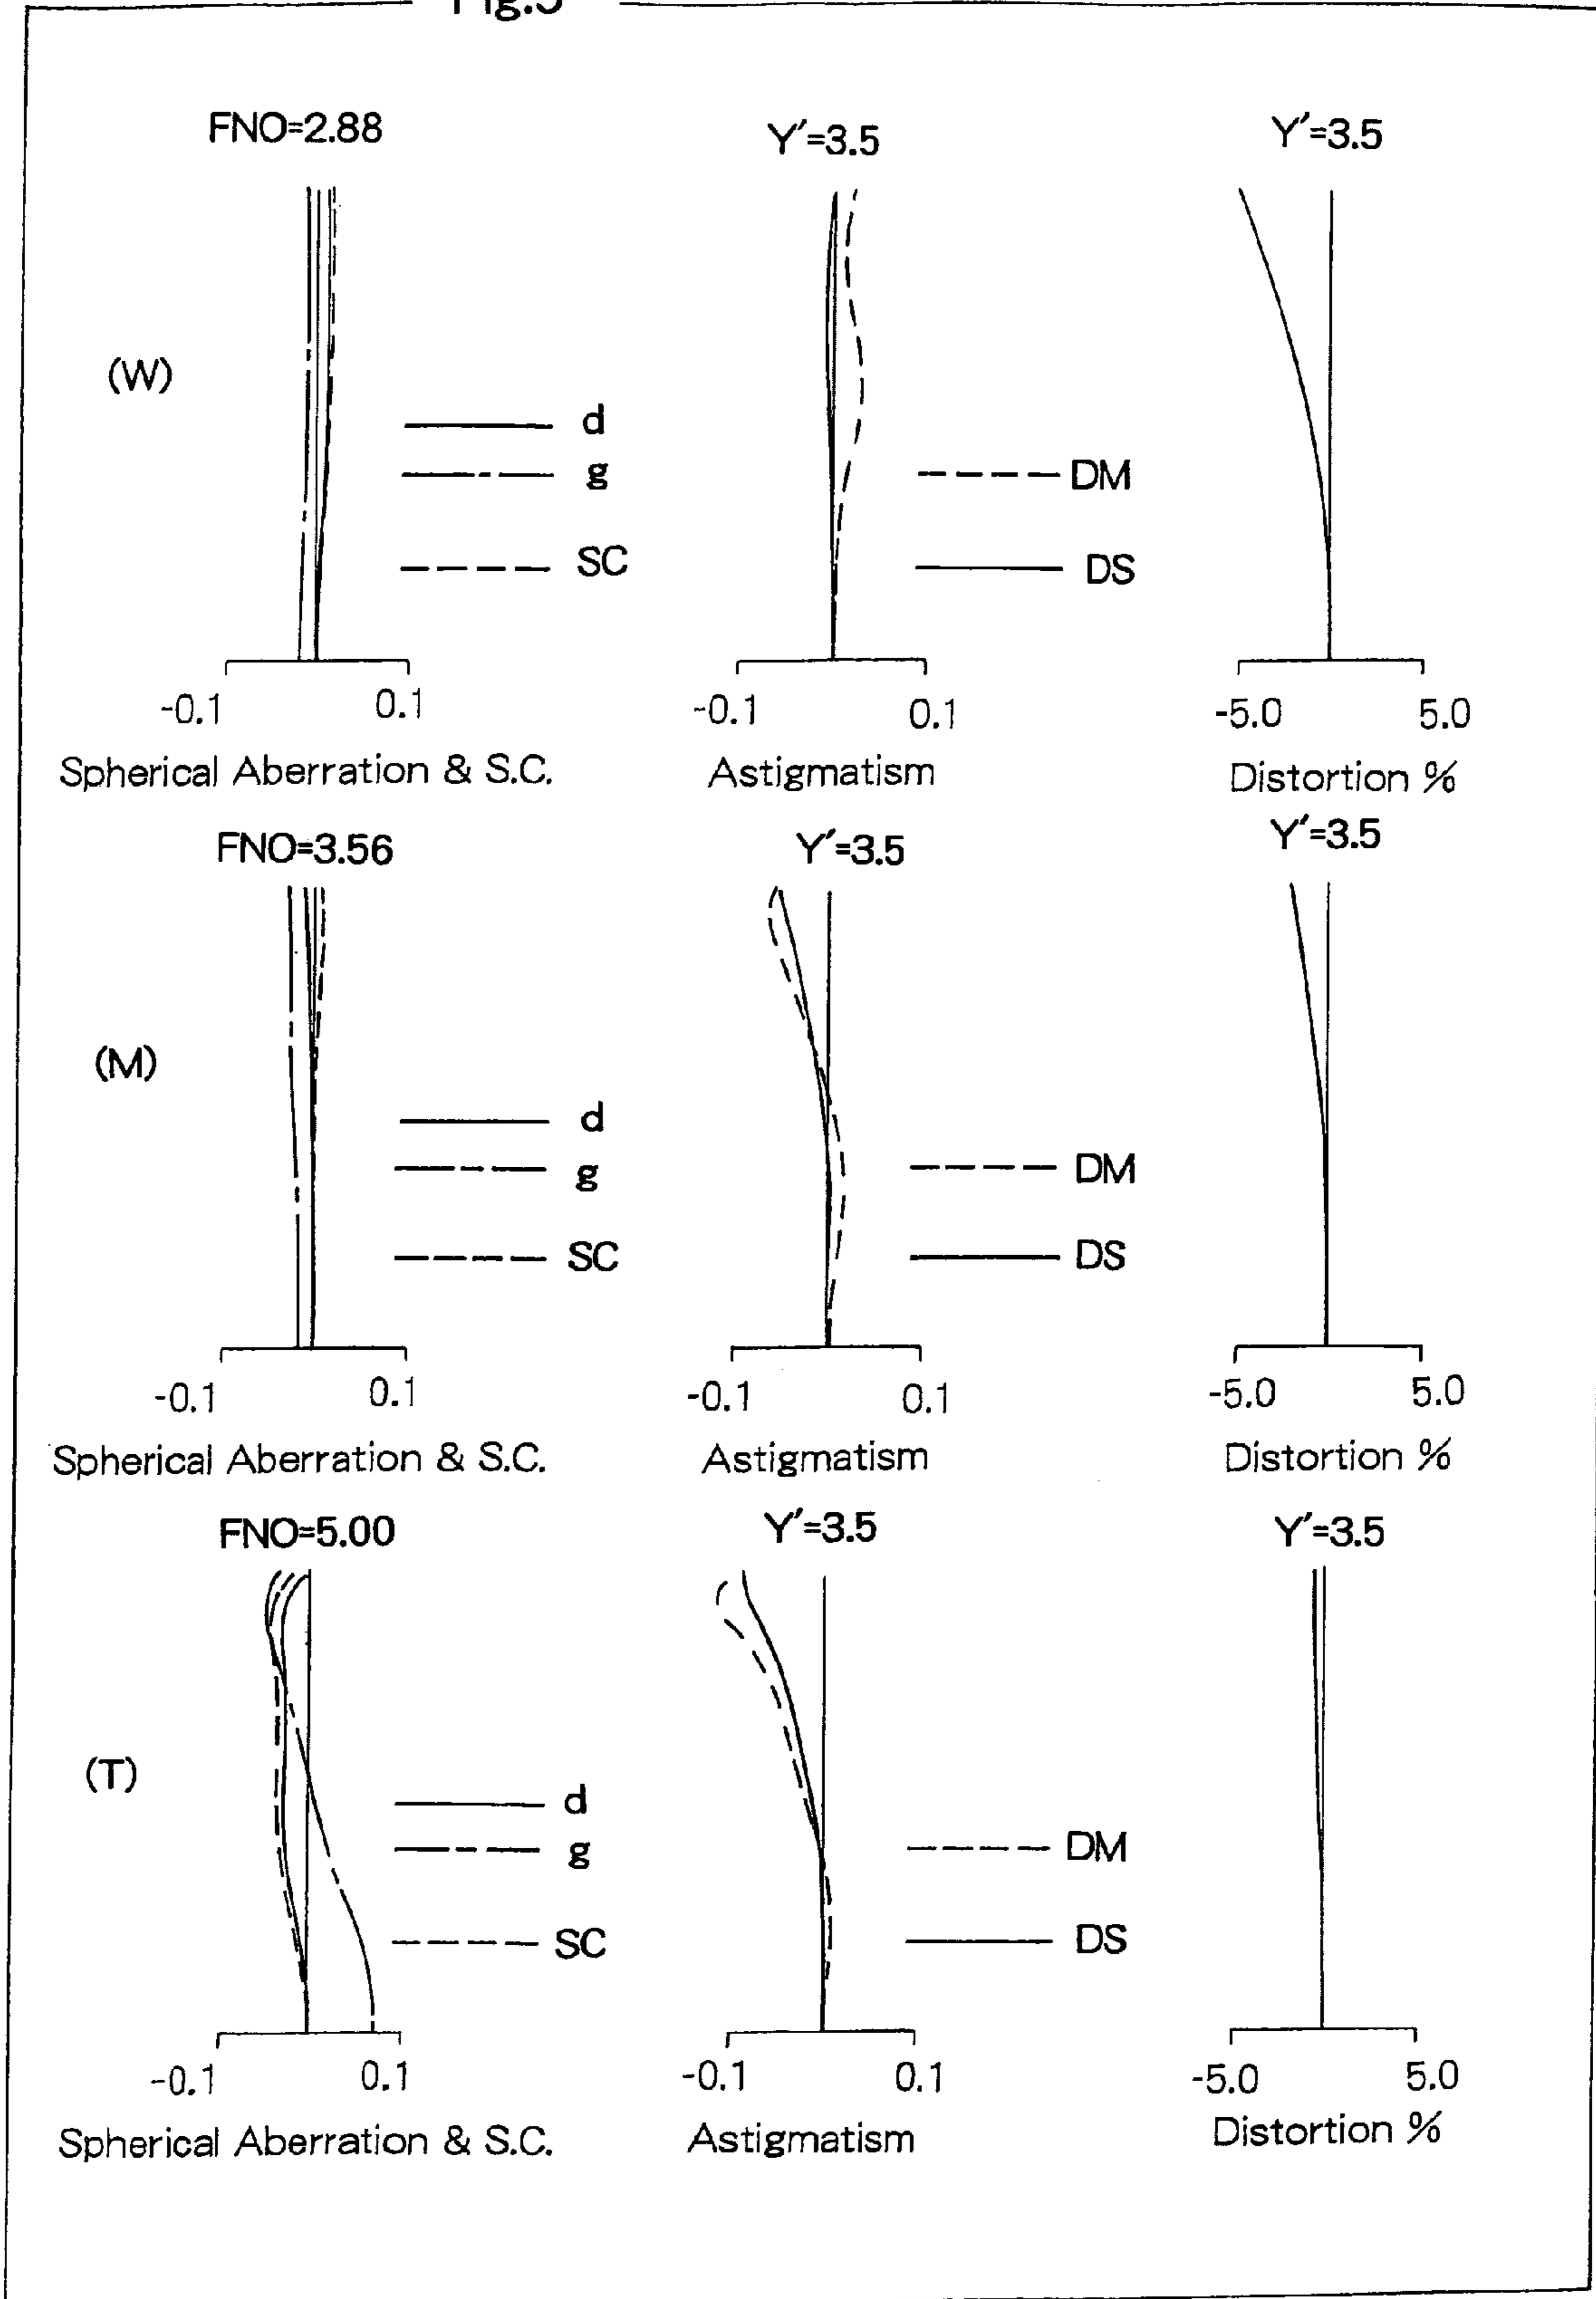 Fig.5
FNO=2.88
Y'=3.5
Y'=3.5
(W)
d
g
SC
DM
DS
-0.1
0.1
-0.1
0.1
-5.0
5.0
Spherical Aberration & S.C.
Astigmatism
Distortion %
FNO=3.56
Y'=3.5
Y'=3.5
(M)
d
g
SC
DM
DS
-0.1
0.1
-0.1
0.1
-5.0
5.0
Spherical Aberration & S.C.
Astigmatism
Distortion %
FNO=5.00
Y'=3.5
Y'=3.5
(T)
d
g
SC
DM
DS
-0.1
0.1
-0.1
0.1
-5.0
5.0
Spherical Aberration & S.C.
Astigmatism
Distortion %